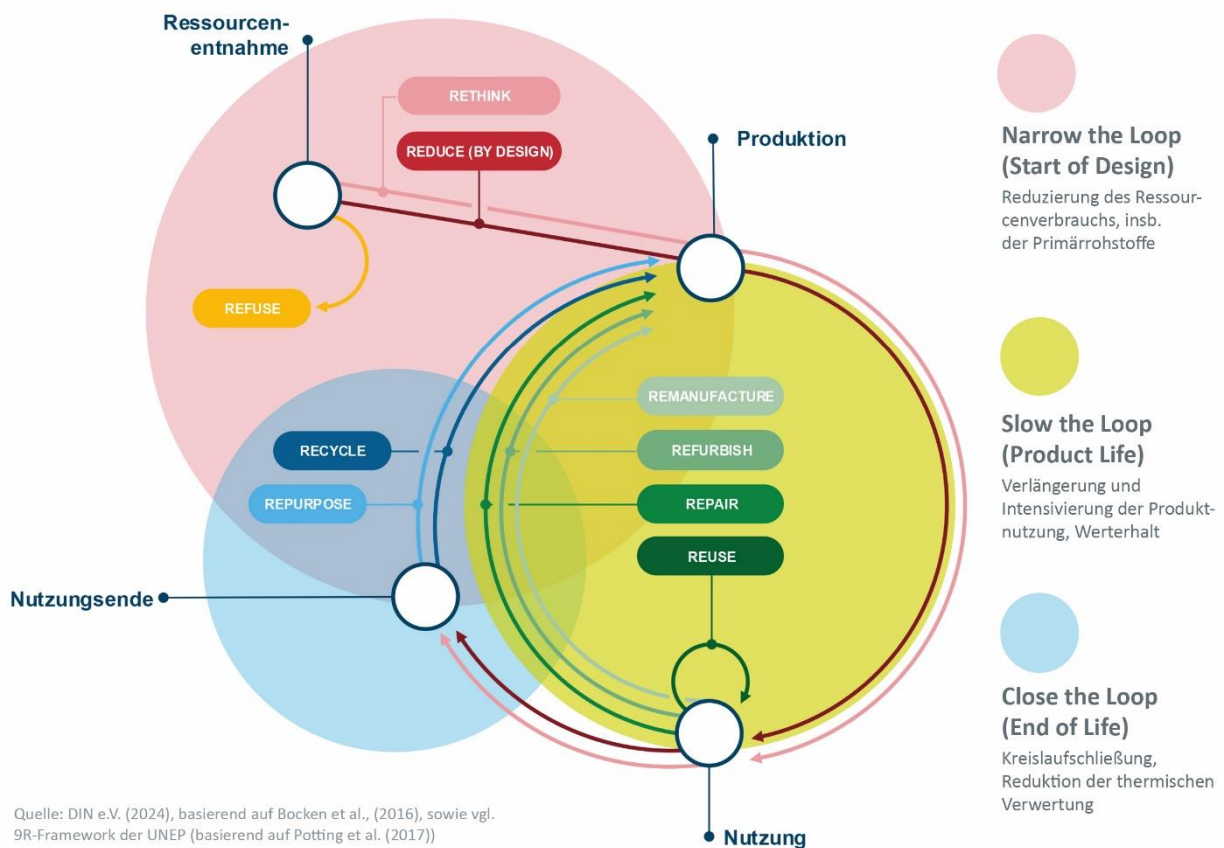 Ressourcen-
entnahme
RETHINK
REDUCE (BY DESIGN)
Produktion
REFUSE
REMANUFACTURE
RECYCLE
REFURBISH
REPURPOSE
REPAIR
REUSE
Nutzungsende
Nutzung
Narrow the Loop
(Start of Design)
Reduzierung des Ressour-
cenverbrauchs, insb.
der Primärrohstoffe
Slow the Loop
(Product Life)
Verlängerung und
Intensivierung der Produkt-
nutzung, Werterhalt
Close the Loop
(End of Life)
Kreislaufschließung,
Reduktion der thermischen
Verwertung
Quelle: DIN e.V. (2024), basierend auf Bocken et al., (2016), sowie vgl.
9R-Framework der UNEP (basierend auf Potting et al. (2017))